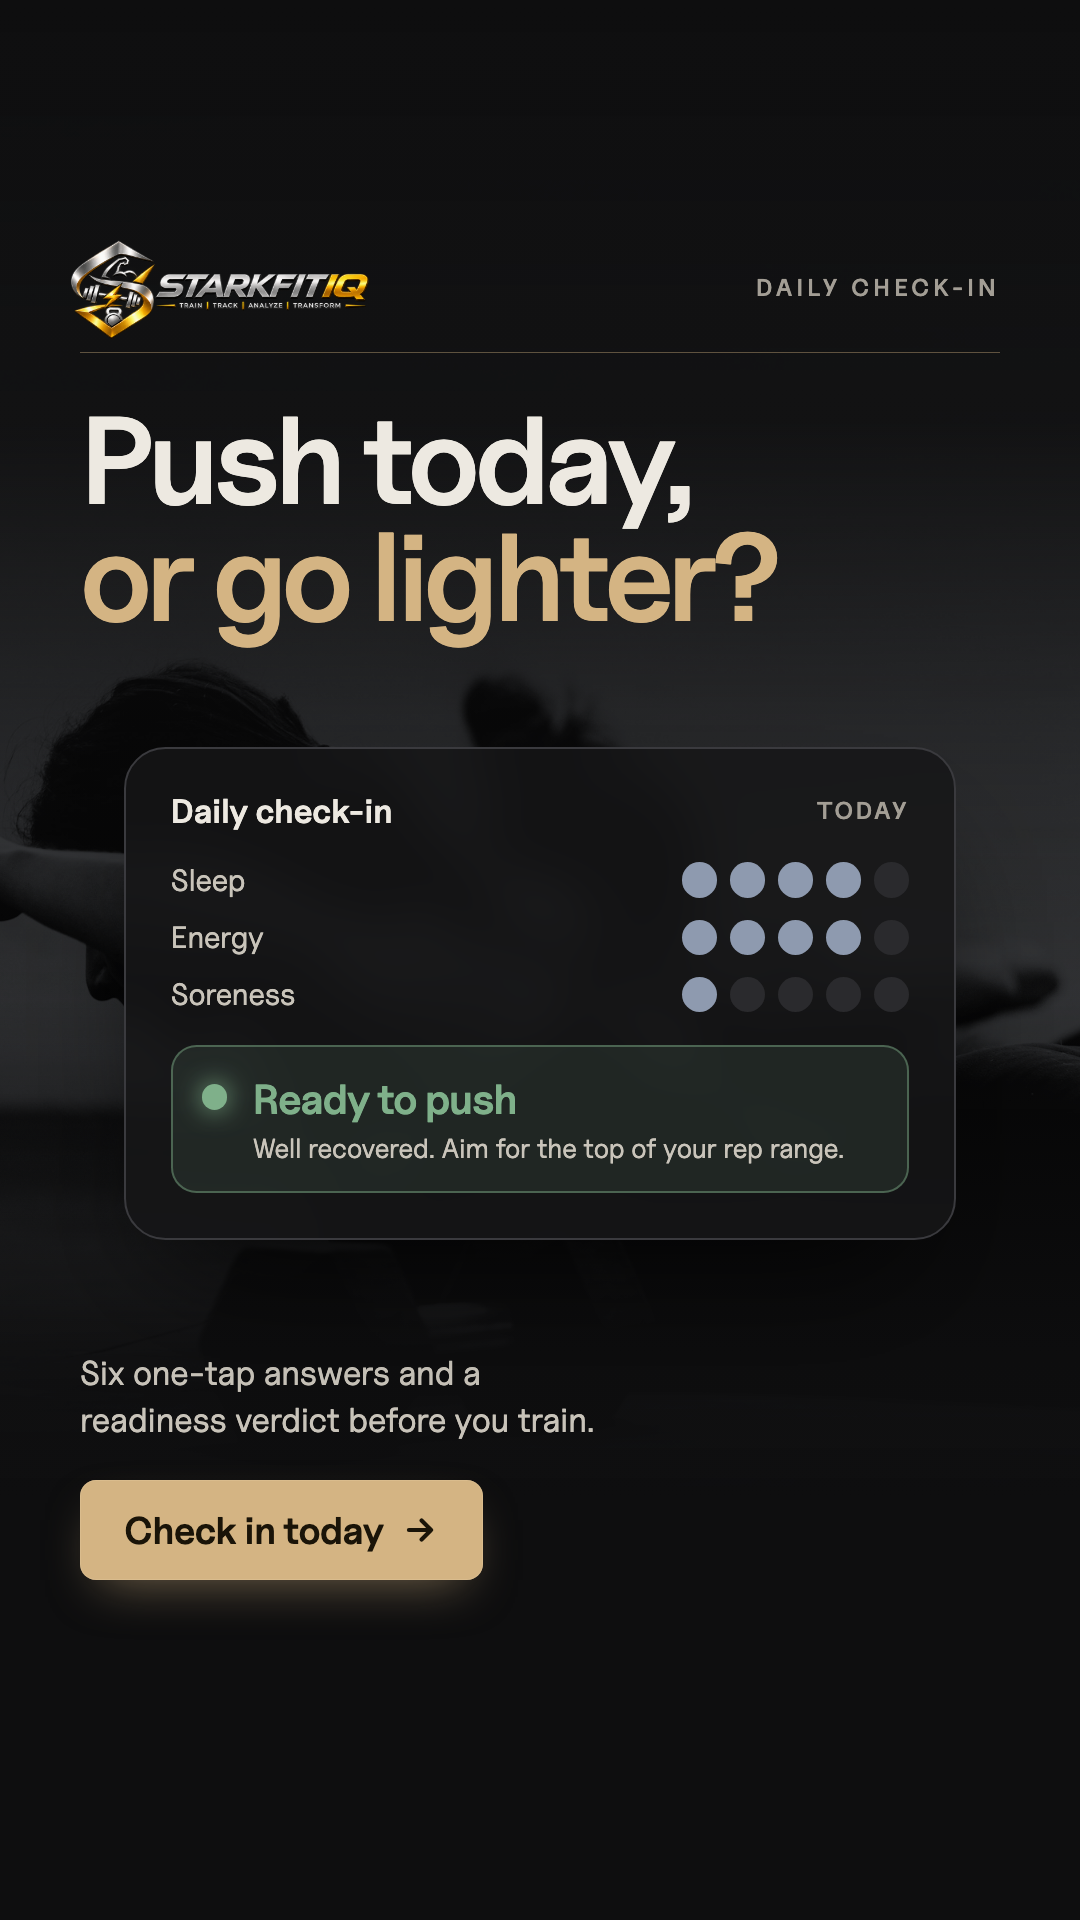 STARKFITIQ
TRAIN | TRACK | ANALYZE | TRANSFORM
DAILY CHECK-IN
Push today,
or go lighter?
Daily check-in
TODAY
Sleep
Energy
Soreness
Ready to push
Well recovered. Aim for the top of your rep range.
Six one-tap answers and a
readiness verdict before you train.
Check in today →